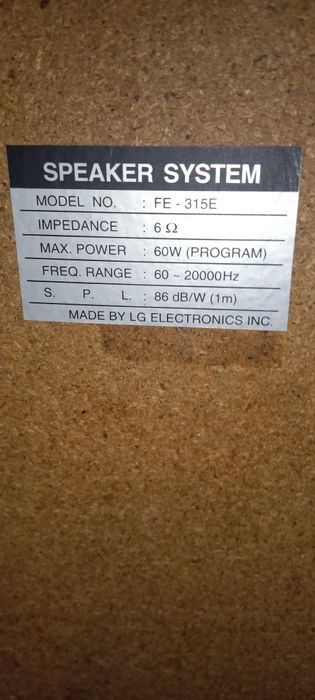 SPEAKER SYSTEM
MODEL NO. : FE - 315E
IMPEDANCE : 6 Ω
MAX. POWER : 60W (PROGRAM)
FREQ. RANGE : 60 ~ 20000Hz
S. P. L. : 86 dB/W (1m)
MADE BY LG ELECTRONICS INC.